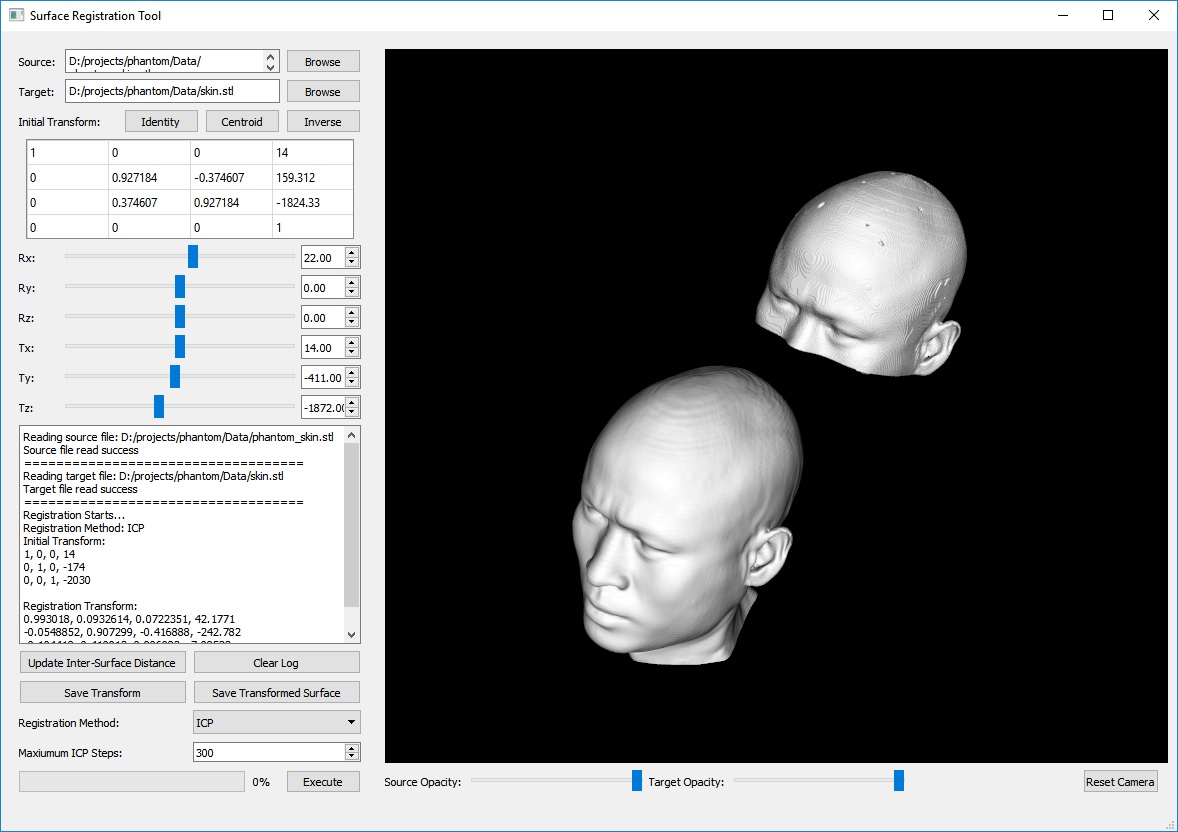 Surface Registration Tool
Source: D:/projects/phantom/Data/ Browse
Target: D:/projects/phantom/Data/skin.stl Browse
Initial Transform: Identity Centroid Inverse
1 0 0 14
0 0.927184 -0.374607 159.312
0 0.374607 0.927184 -1824.33
0 0 0 1
Rx: 22.00
Ry: 0.00
Rz: 0.00
Tx: 14.00
Ty: -411.00
Tz: -1872.00
Reading source file: D:/projects/phantom/Data/phantom_skin.stl
Source file read success
===================================
Reading target file: D:/projects/phantom/Data/skin.stl
Target file read success
===================================
Registration Starts...
Registration Method: ICP
Initial Transform:
1, 0, 0, 14
0, 1, 0, -174
0, 0, 1, -2030
Registration Transform:
0.993018, 0.0932614, 0.0722351, 42.1771
-0.0548852, 0.907299, -0.416888, -242.782
Update Inter-Surface Distance Clear Log
Save Transform Save Transformed Surface
Registration Method: ICP
Maxiumum ICP Steps: 300
0% Execute
Source Opacity: Target Opacity: Reset Camera